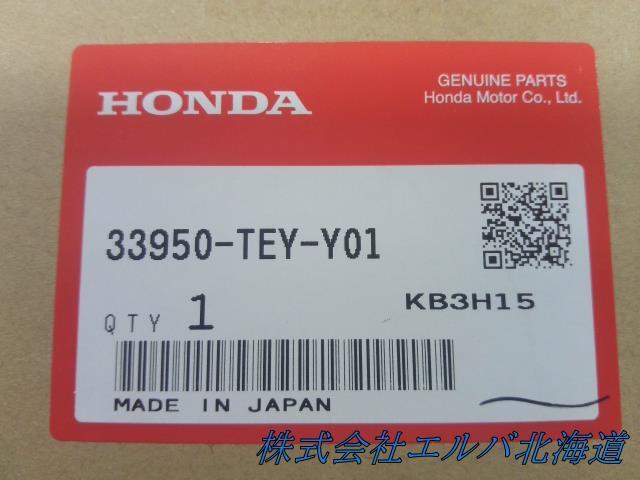 HONDA
GENUINE PARTS
Honda Motor Co., Ltd.
33950-TEY-Y01
QTY 1
KB3H15
MADE IN JAPAN
株式会社エルバ北海道